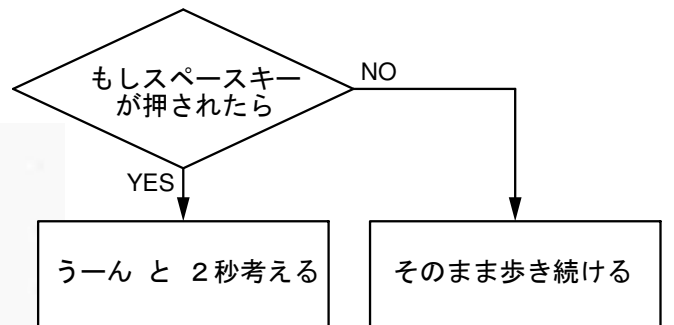 もしスペースキー
が押されたら
NO
YES
うーん と 2秒考える
そのまま歩き続ける